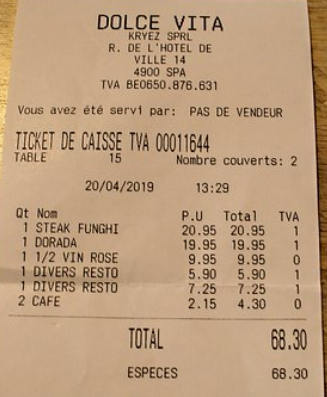 DOLCE VITA
KRYEZ SPRL
R. DE L'HOTEL DE
VILLE 14
4900 SPA
TVA BE0650.876.631
Vous avez été servi par: PAS DE VENDEUR
TICKET DE CAISSE TVA 00011644
TABLE 15 Nombre couverts: 2
20/04/2019 13:29
Qt Nom P.U Total TVA
1 STEAK FUNGHI 20.95 20.95 1
1 DORADA 19.95 19.95 1
1 1/2 VIN ROSE 9.95 9.95 0
1 DIVERS RESTO 5.90 5.90 1
1 DIVERS RESTO 7.25 7.25 1
2 CAFE 2.15 4.30 0
TOTAL 68.30
ESPECES 68.30